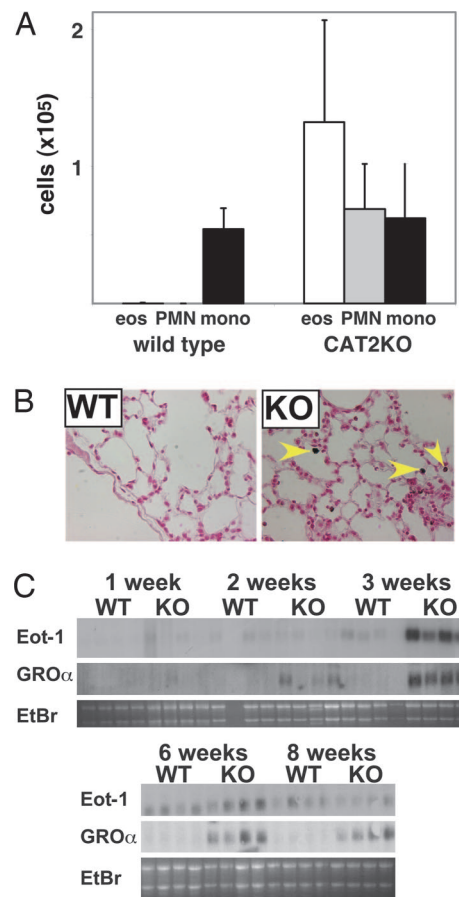 A
2
1
cells (x10⁵)
eos PMN mono eos PMN mono
wild type CAT2KO
B
WT KO
C
1 week 2 weeks 3 weeks
WT KO WT KO WT KO
Eot-1
GROα
EtBr
6 weeks 8 weeks
WT KO WT KO
Eot-1
GROα
EtBr